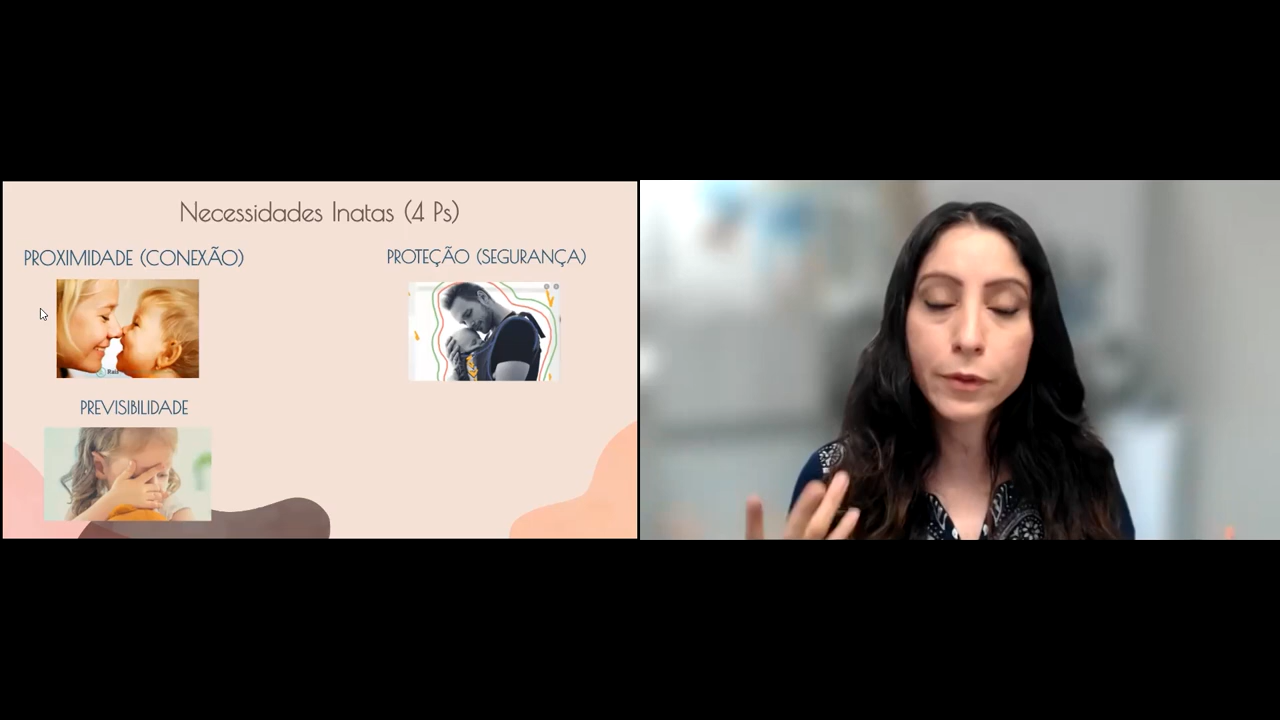 Necessidades Inatas (4 Ps)
PROXIMIDADE (CONEXÃO)
PROTEÇÃO (SEGURANÇA)
PREVISIBILIDADE